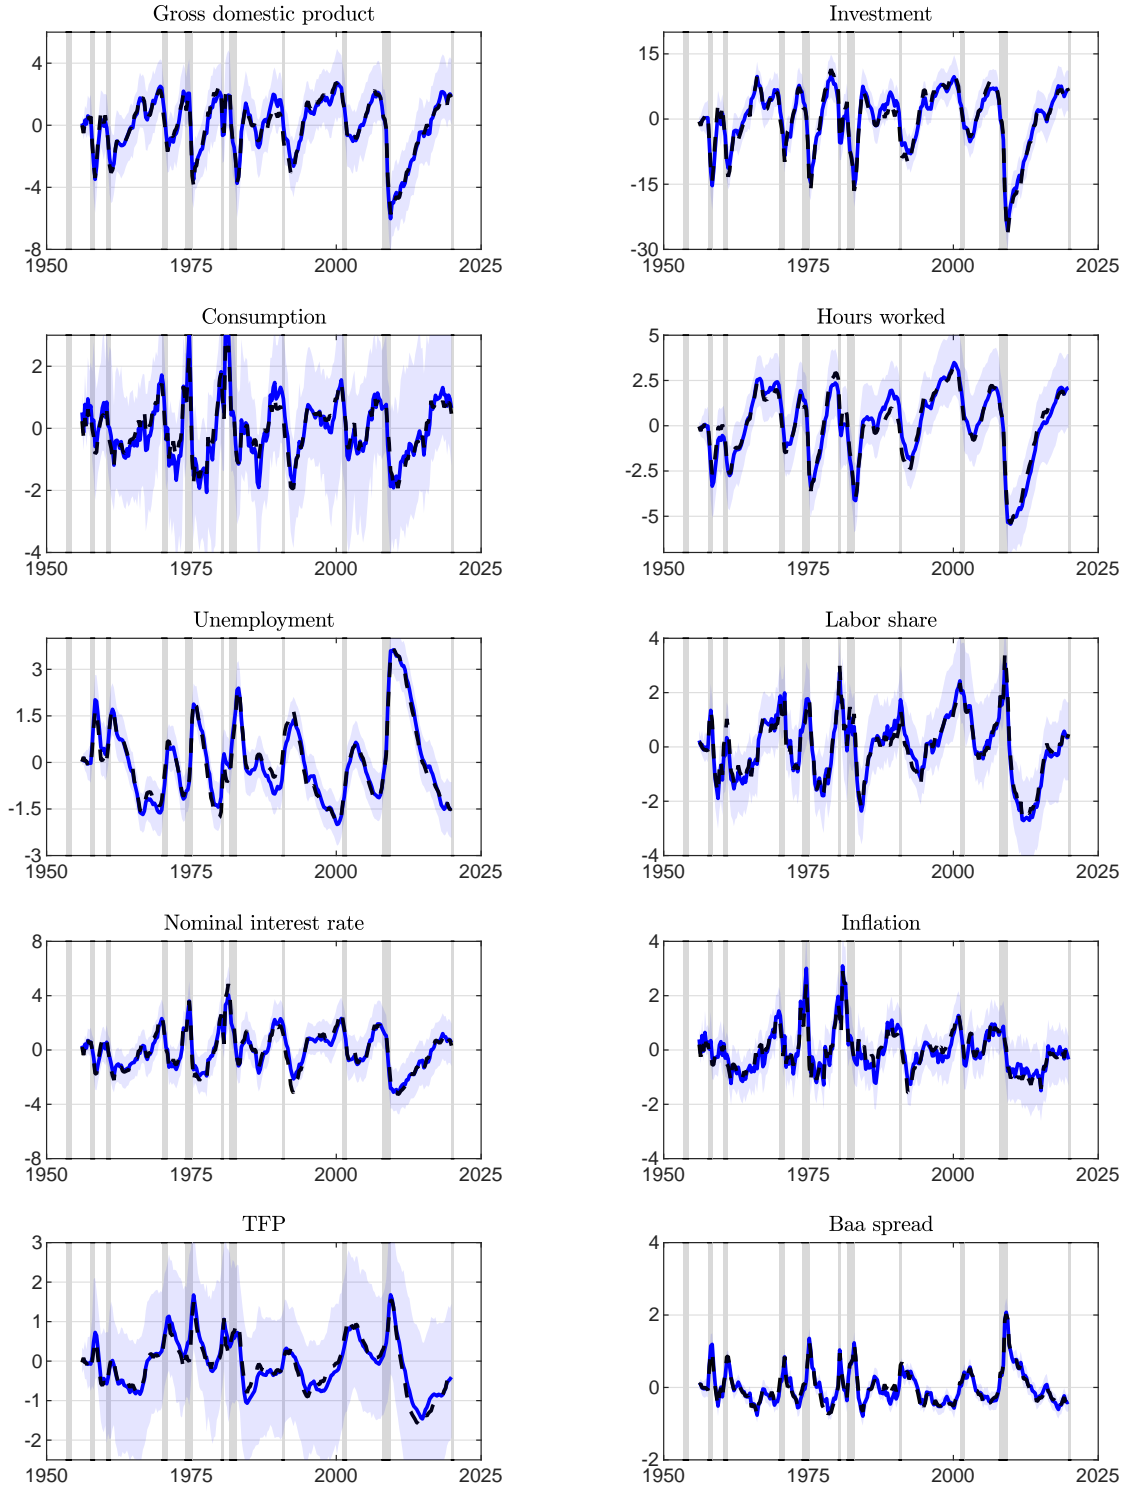 Gross domestic product
4
0
-4
-8
1950 1975 2000 2025
Investment
15
0
-15
-30
1950 1975 2000 2025
Consumption
2
0
-2
-4
1950 1975 2000 2025
Hours worked
5
2.5
0
-2.5
-5
1950 1975 2000 2025
Unemployment
3
1.5
0
-1.5
-3
1950 1975 2000 2025
Labor share
4
2
0
-2
-4
1950 1975 2000 2025
Nominal interest rate
8
4
0
-4
-8
1950 1975 2000 2025
Inflation
4
2
0
-2
-4
1950 1975 2000 2025
TFP
3
2
1
0
-1
-2
1950 1975 2000 2025
Baa spread
4
2
0
-2
1950 1975 2000 2025